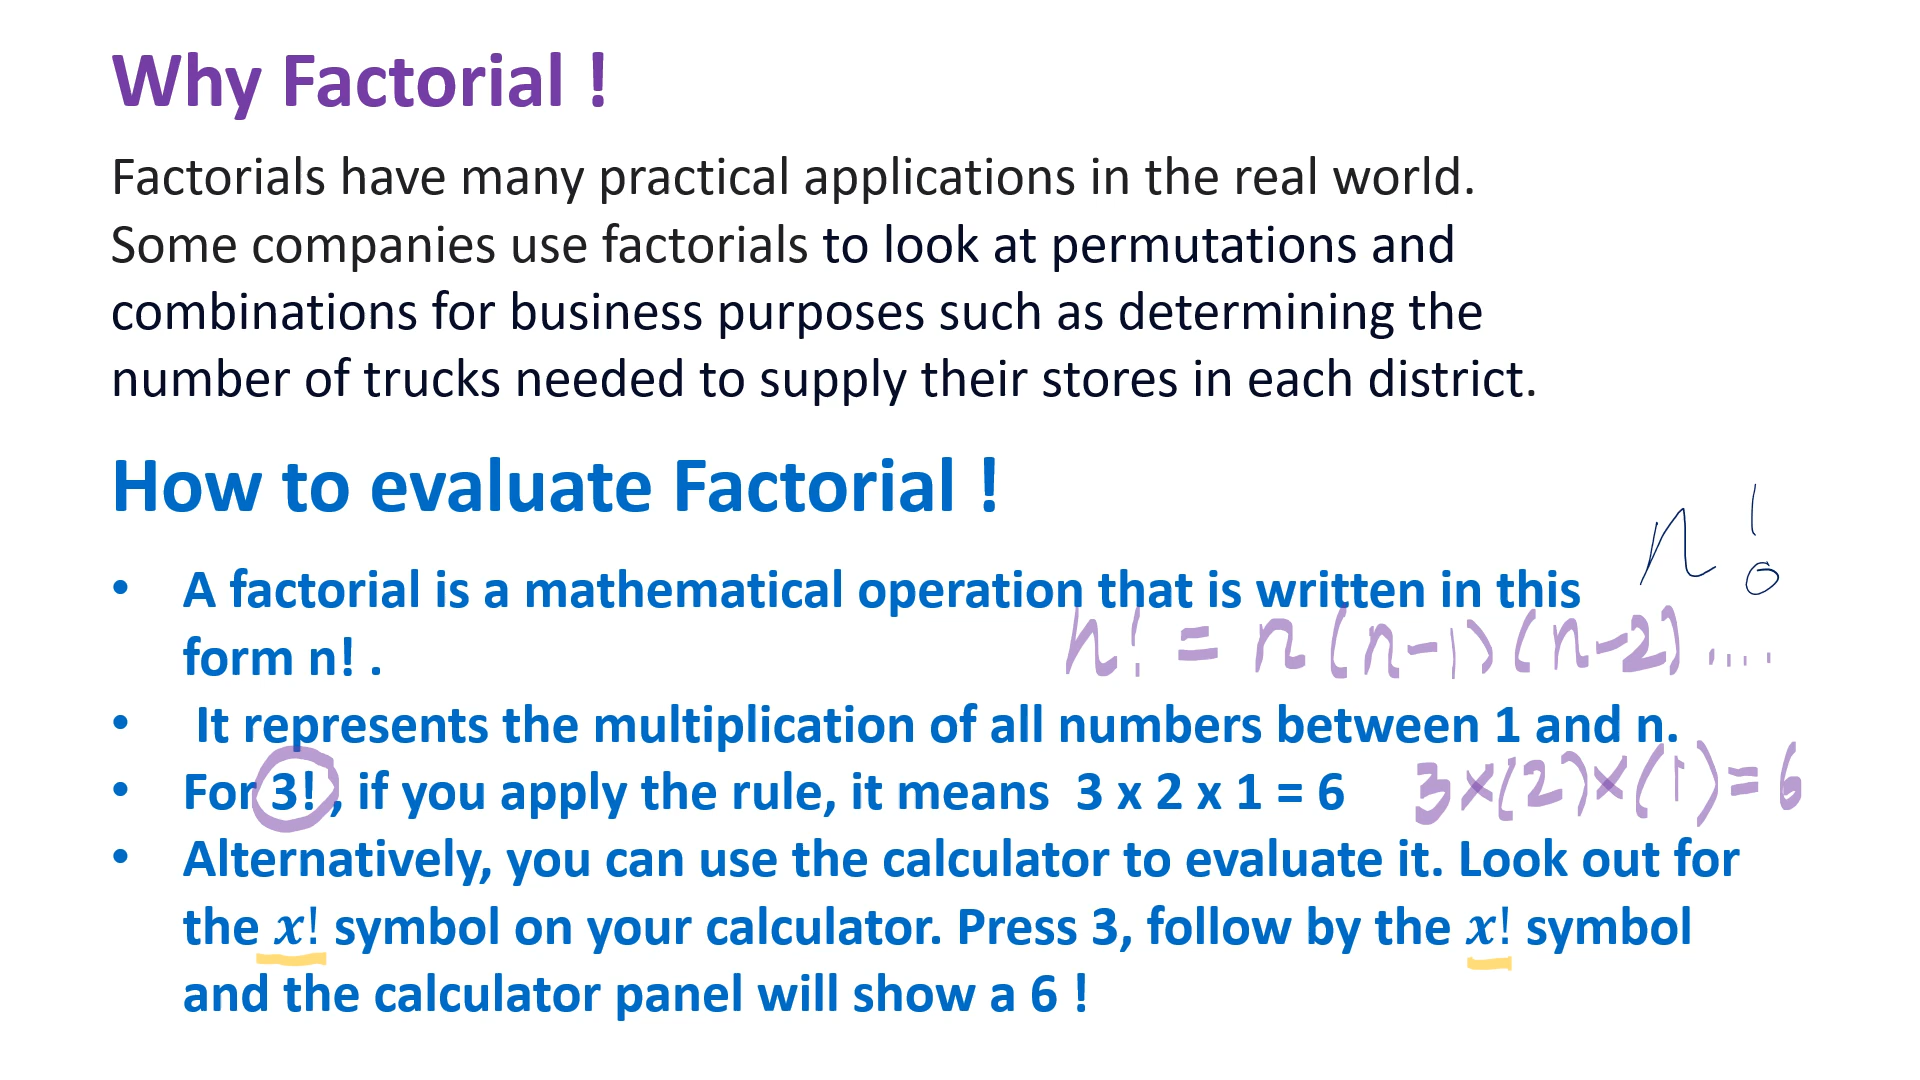 Why Factorial !
Factorials have many practical applications in the real world.
Some companies use factorials to look at permutations and
combinations for business purposes such as determining the
number of trucks needed to supply their stores in each district.
How to evaluate Factorial !
n!
• A factorial is a mathematical operation that is written in this
form n! .
n! = n(n-1)(n-2)....
• It represents the multiplication of all numbers between 1 and n.
• For 3! , if you apply the rule, it means 3 x 2 x 1 = 6
3×(2)×(1)=6
• Alternatively, you can use the calculator to evaluate it. Look out for
the x! symbol on your calculator. Press 3, follow by the x! symbol
and the calculator panel will show a 6 !